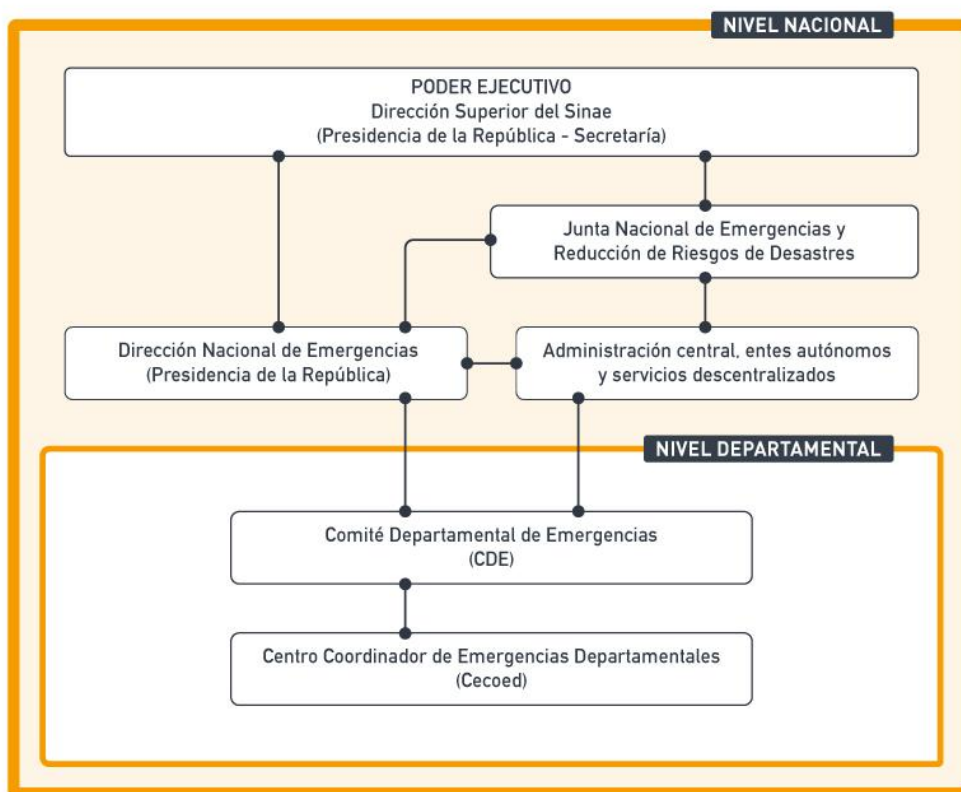 NIVEL NACIONAL
PODER EJECUTIVO
Dirección Superior del Sinae
(Presidencia de la República - Secretaría)
Junta Nacional de Emergencias y
Reducción de Riesgos de Desastres
Dirección Nacional de Emergencias
(Presidencia de la República)
Administración central, entes autónomos
y servicios descentralizados
NIVEL DEPARTAMENTAL
Comité Departamental de Emergencias
(CDE)
Centro Coordinador de Emergencias Departamentales
(Cecoed)